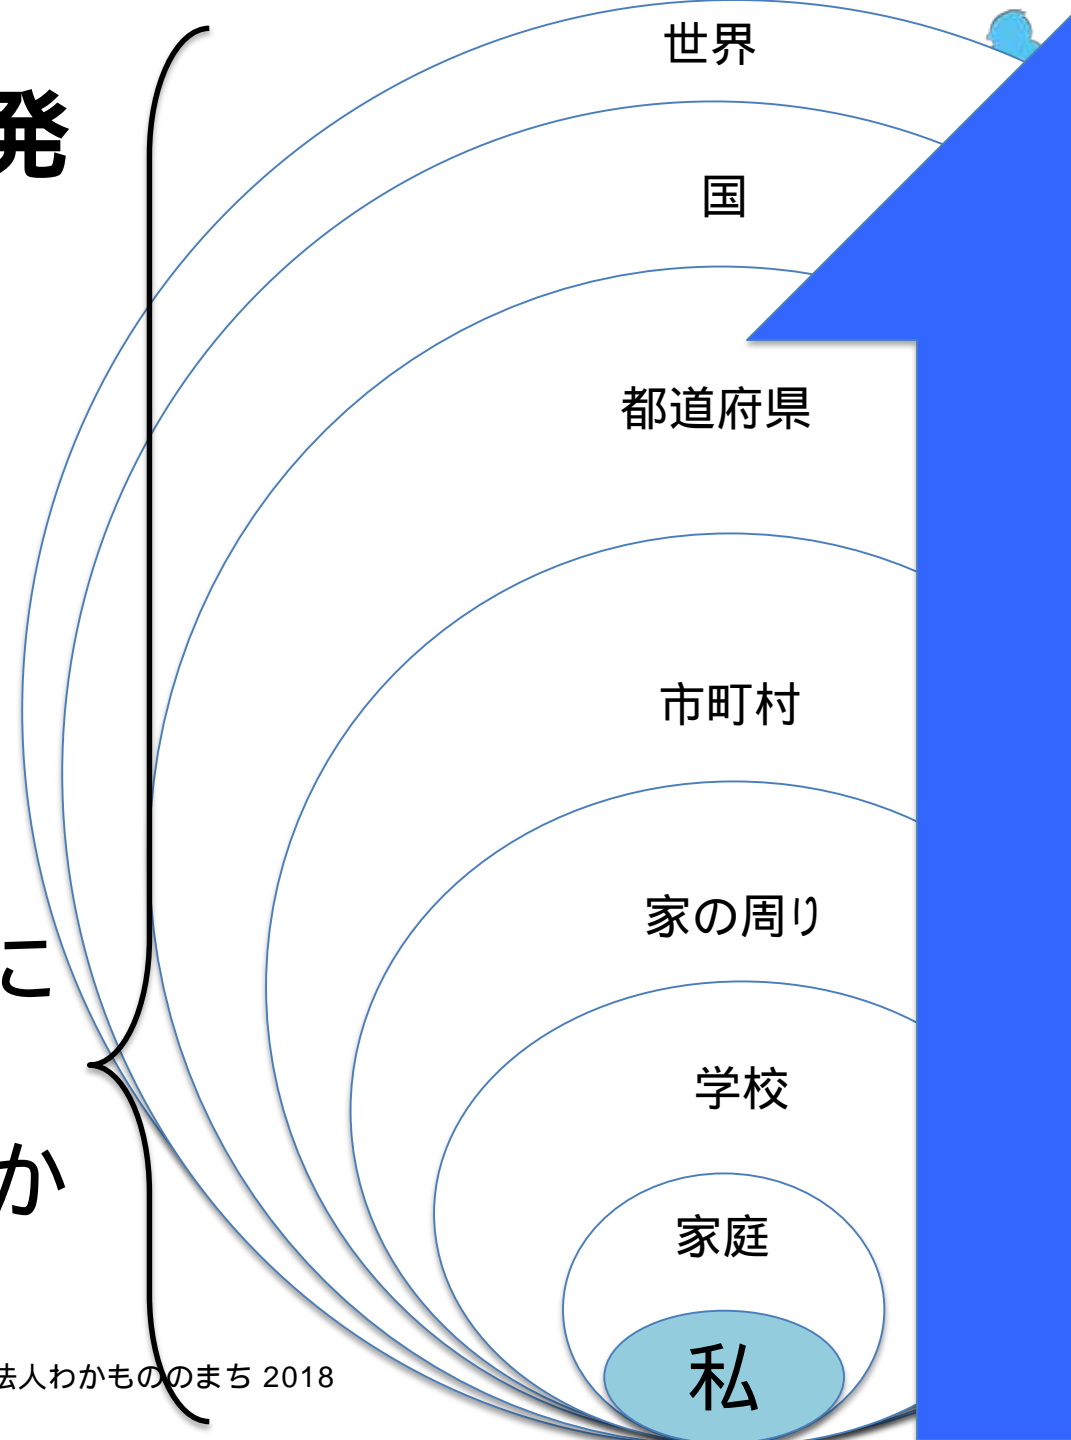 世界
発
国
都道府県
市町村
家の周り
に
学校
か
家庭
私
法人わかもののまち 2018